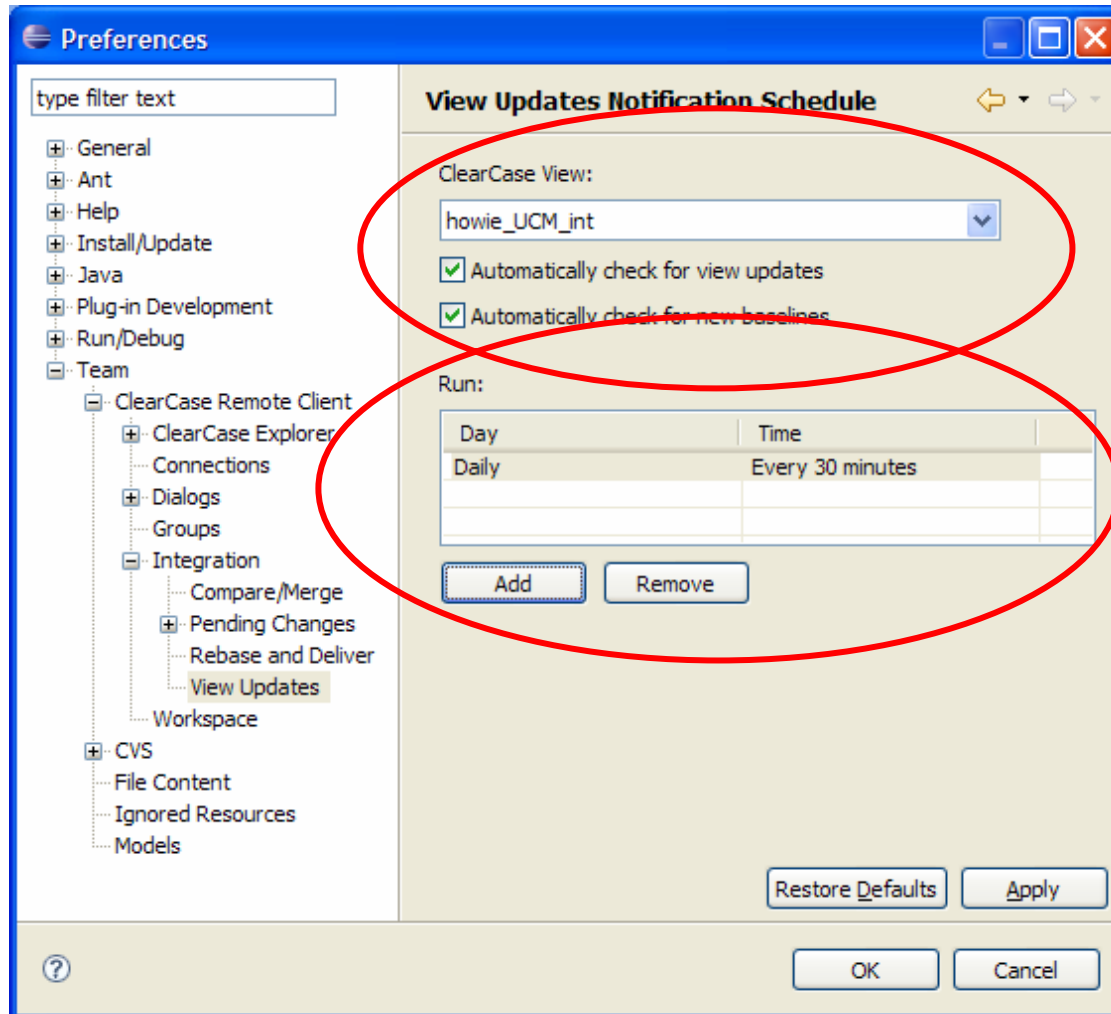 Preferences
type filter text
General
Ant
Help
Install/Update
Java
Plug-in Development
Run/Debug
Team
ClearCase Remote Client
ClearCase Explorer
Connections
Dialogs
Groups
Integration
Compare/Merge
Pending Changes
Rebase and Deliver
View Updates
Workspace
CVS
File Content
Ignored Resources
Models
View Updates Notification Schedule
ClearCase View:
howie_UCM_int
Automatically check for view updates
Automatically check for new baselines
Run:
Day Time
Daily Every 30 minutes
Add Remove
Restore Defaults Apply
? OK Cancel